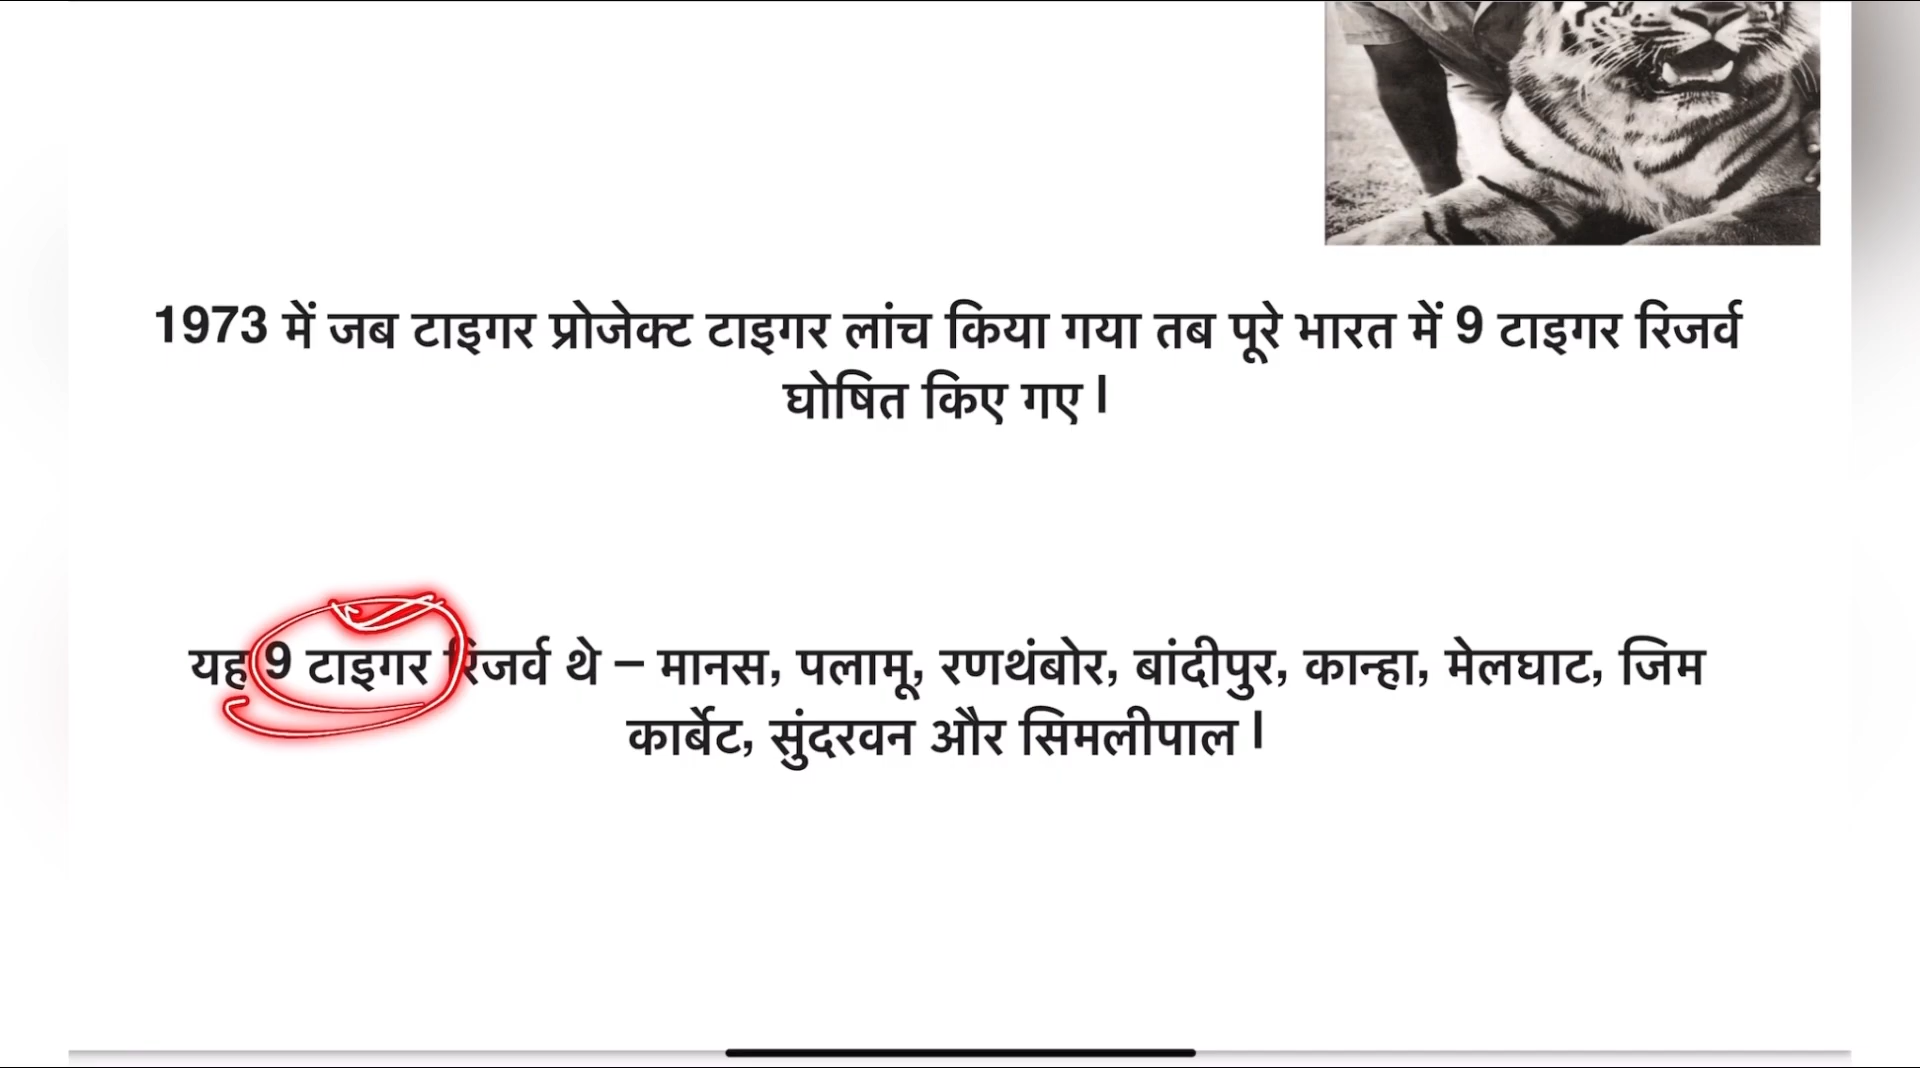 1973 में जब टाइगर प्रोजेक्ट टाइगर लांच किया गया तब पूरे भारत में 9 टाइगर रिजर्व
घोषित किए गए।
यह 9 टाइगर रिजर्व थे – मानस, पलामू, रणथंबोर, बांदीपुर, कान्हा, मेलघाट, जिम
कार्बेट, सुंदरवन और सिमलीपाल।